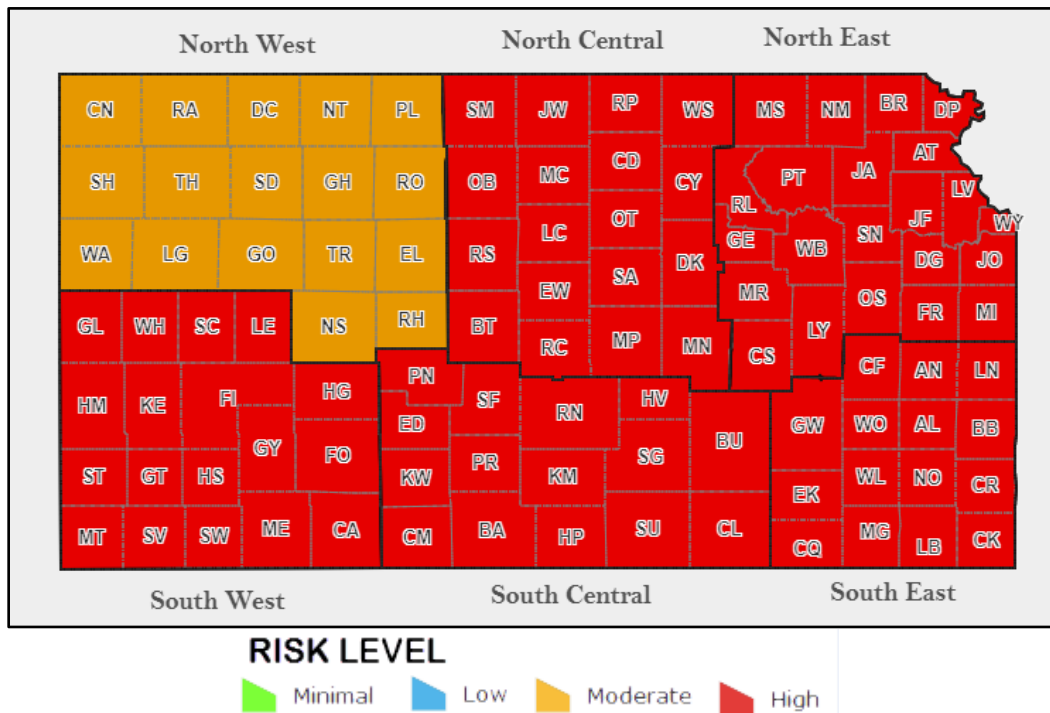 North West
North Central
North East
CN RA DC NT PL SM JW RP WS MS NM BR DP
SH TH SD GH RO OB MC CD CY RL PT JA AT LV
WA LG GO TR EL RS LC OT DK GE WB SN JF WY
NS RH BT EW SA MR OS DG JO
GL WH SC LE RC MP MN CS LY FR MI
HM KE FI HG PN SF RN HV BU GW CF AN LN
GY FO ED PR KM SG WO AL BB
ST GT HS KW EK WL NO CR
MT SV SW ME CA CM BA HP SU CL CQ MG LB CK
South West
South Central
South East
RISK LEVEL
Minimal Low Moderate High